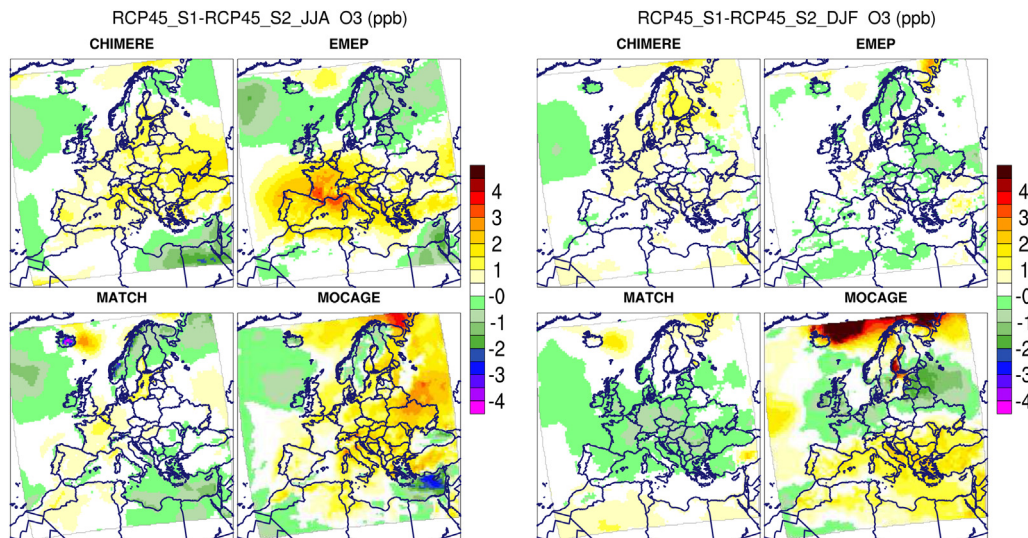 RCP45_S1-RCP45_S2_JJA O3 (ppb)
CHIMERE
EMEP
MATCH
MOCAGE
4
3
2
1
-0
-1
-2
-3
-4
RCP45_S1-RCP45_S2_DJF O3 (ppb)
CHIMERE
EMEP
MATCH
MOCAGE
4
3
2
1
-0
-1
-2
-3
-4